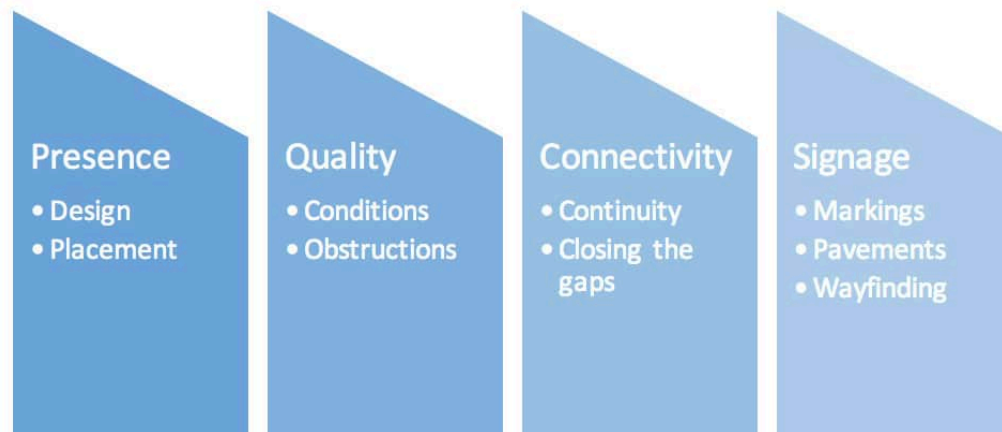 Presence
• Design
• Placement
Quality
• Conditions
• Obstructions
Connectivity
• Continuity
• Closing the
gaps
Signage
• Markings
• Pavements
• Wayfinding